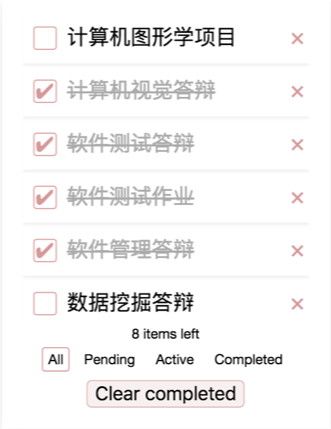 计算机图形学项目 ×
计算机视觉答辩 ×
软件测试答辩 ×
软件测试作业 ×
软件管理答辩 ×
数据挖掘答辩 ×
8 items left
All Pending Active Completed
Clear completed